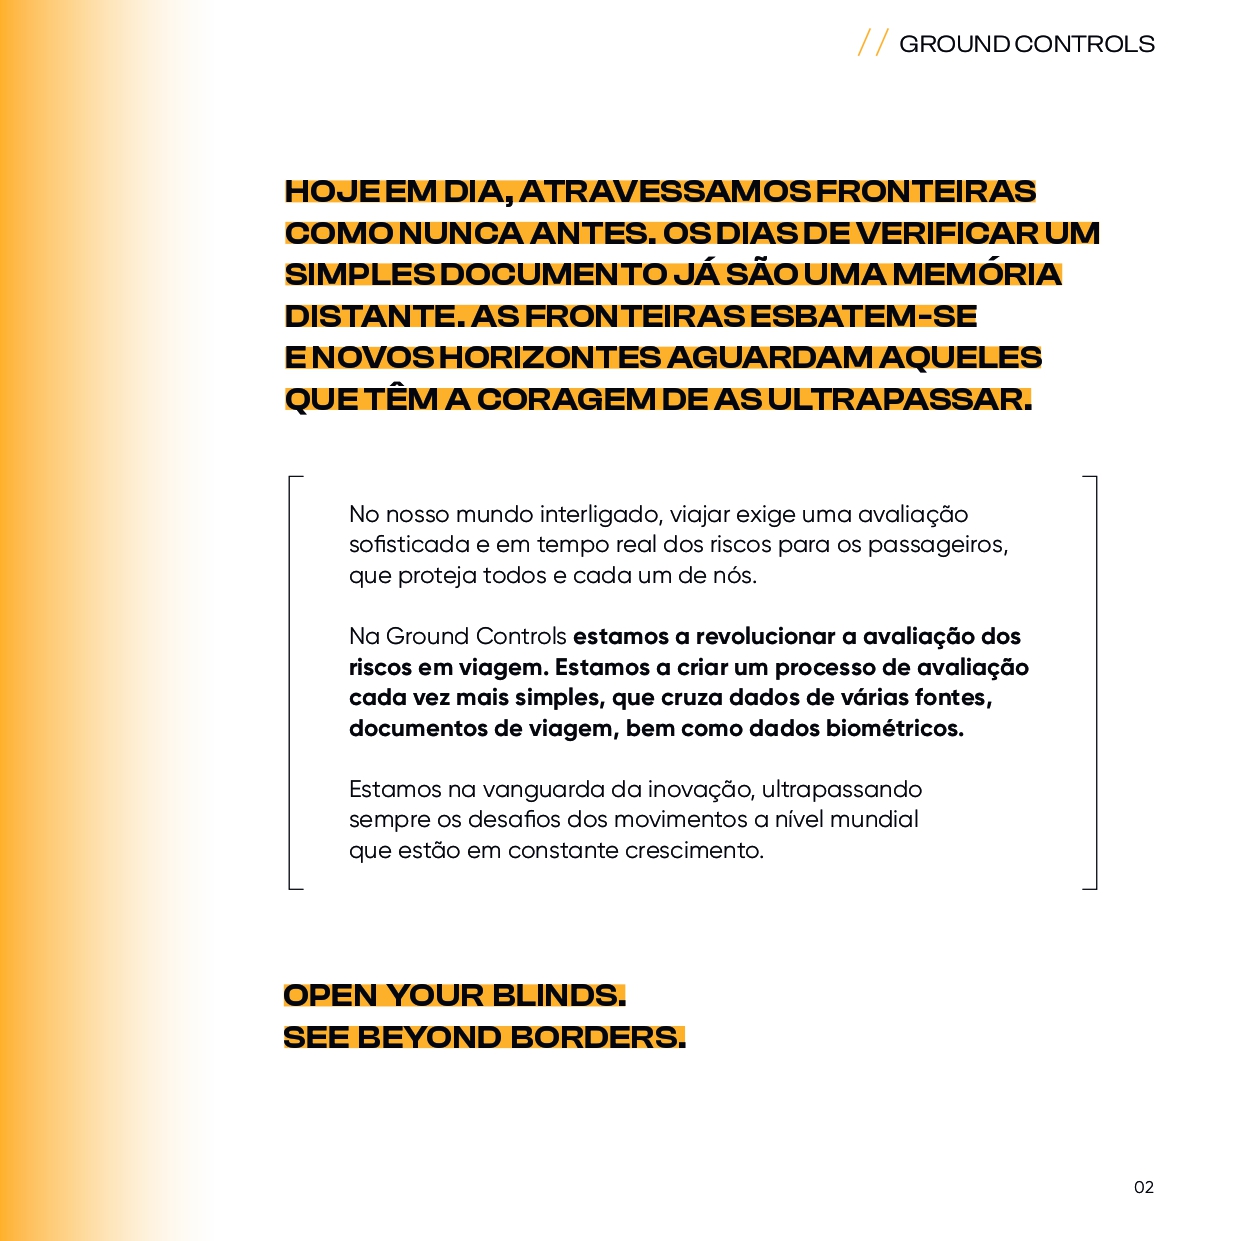 // GROUND CONTROLS
HOJE EM DIA, ATRAVESSAMOS FRONTEIRAS
COMO NUNCA ANTES. OS DIAS DE VERIFICAR UM
SIMPLES DOCUMENTO JÁ SÃO UMA MEMÓRIA
DISTANTE. AS FRONTEIRAS ESBATEM-SE
E NOVOS HORIZONTES AGUARDAM AQUELES
QUE TÊM A CORAGEM DE AS ULTRAPASSAR.
No nosso mundo interligado, viajar exige uma avaliação
sofisticada e em tempo real dos riscos para os passageiros,
que proteja todos e cada um de nós.
Na Ground Controls estamos a revolucionar a avaliação dos
riscos em viagem. Estamos a criar um processo de avaliação
cada vez mais simples, que cruza dados de várias fontes,
documentos de viagem, bem como dados biométricos.
Estamos na vanguarda da inovação, ultrapassando
sempre os desafios dos movimentos a nível mundial
que estão em constante crescimento.
OPEN YOUR BLINDS.
SEE BEYOND BORDERS.
02